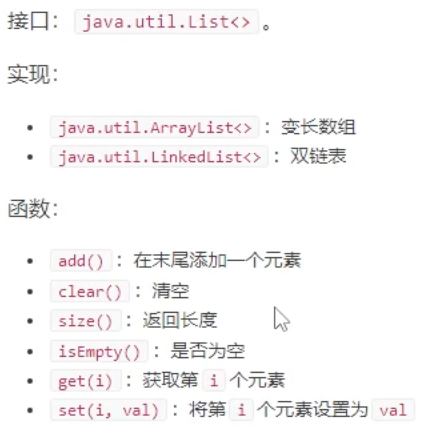 接口： java.util.List<> 。
实现：
• java.util.ArrayList<> ：变长数组
• java.util.LinkedList<> ：双链表
函数：
• add() ：在末尾添加一个元素
• clear() ：清空
• size() ：返回长度
• isEmpty() ：是否为空
• get(i) ：获取第 i 个元素
• set(i, val) ：将第 i 个元素设置为 val